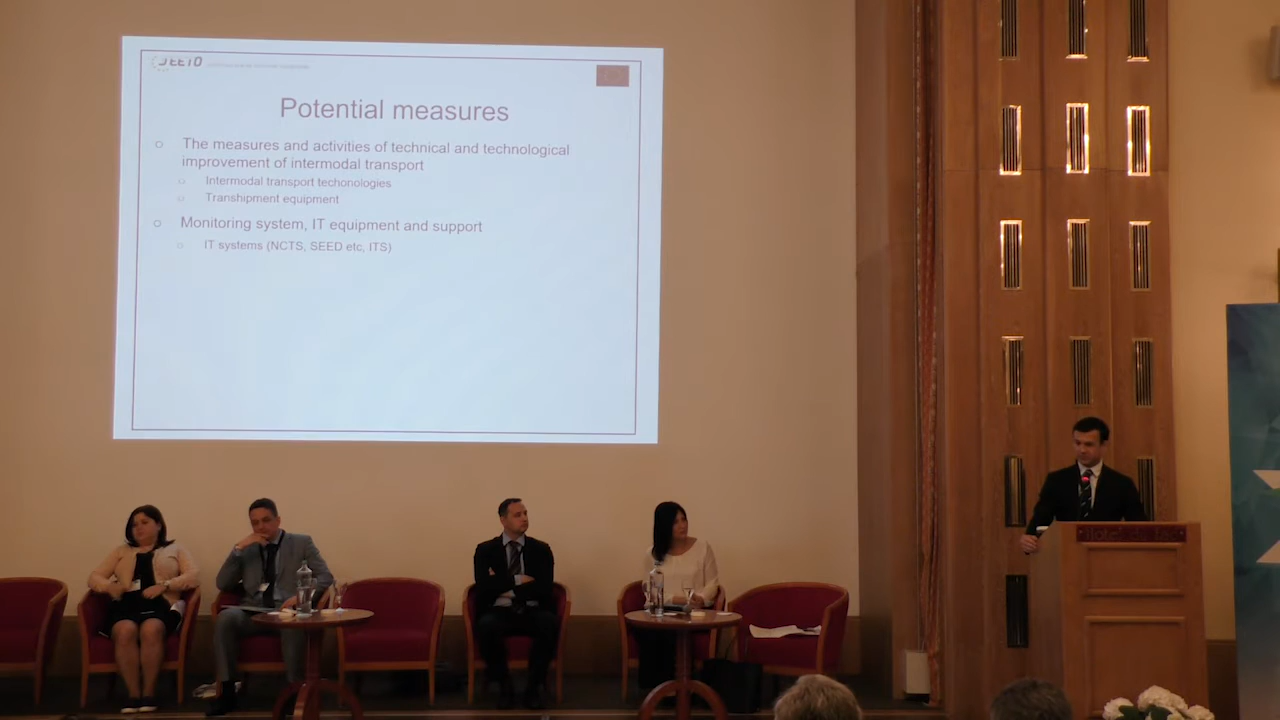 SEETO
Potential measures
o The measures and activities of technical and technological
improvement of intermodal transport
o Intermodal transport techonologies
o Transhipment equipment
o Monitoring system, IT equipment and support
o IT systems (NCTS, SEED etc, ITS)